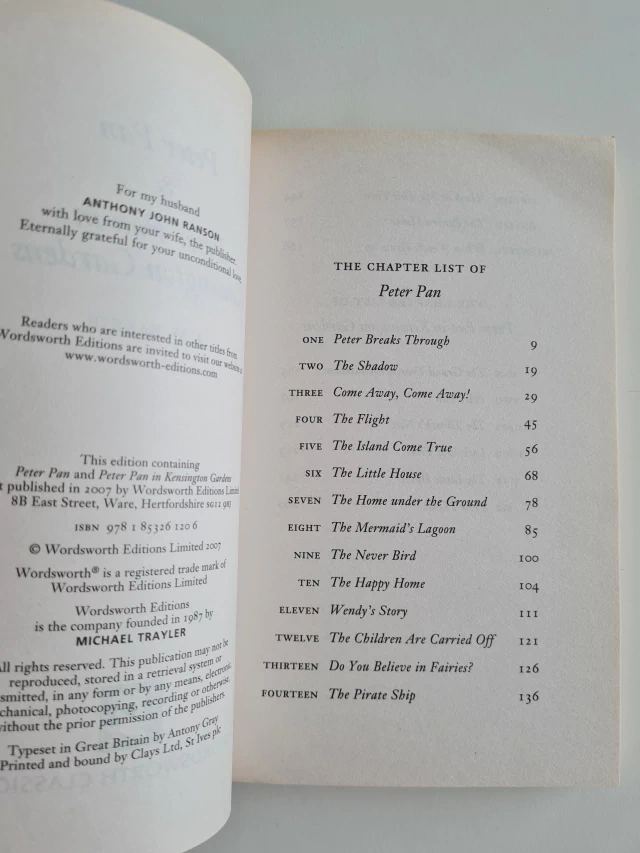 For my husband
ANTHONY JOHN RANSON
with love from your wife, the publisher.
Eternally grateful for your unconditional love.
Readers who are interested in other titles from
Wordsworth Editions are invited to visit our website at
www.wordsworth-editions.com
This edition containing
Peter Pan and Peter Pan in Kensington Gardens
published in 2007 by Wordsworth Editions Limited
8B East Street, Ware, Hertfordshire SG12 9HJ
ISBN 978 1 85326 120 6
© Wordsworth Editions Limited 2007
Wordsworth® is a registered trade mark of
Wordsworth Editions Limited
Wordsworth Editions
is the company founded in 1987 by
MICHAEL TRAYLER
All rights reserved. This publication may not be
reproduced, stored in a retrieval system or
smitted, in any form or by any means, electronic,
chanical, photocopying, recording or otherwise,
without the prior permission of the publishers.
Typeset in Great Britain by Antony Gray
Printed and bound by Clays Ltd, St Ives plc
THE CHAPTER LIST OF
Peter Pan
ONE Peter Breaks Through 9
TWO The Shadow 19
THREE Come Away, Come Away! 29
FOUR The Flight 45
FIVE The Island Come True 56
SIX The Little House 68
SEVEN The Home under the Ground 78
EIGHT The Mermaid's Lagoon 85
NINE The Never Bird 100
TEN The Happy Home 104
ELEVEN Wendy's Story 111
TWELVE The Children Are Carried Off 121
THIRTEEN Do You Believe in Fairies? 126
FOURTEEN The Pirate Ship 136